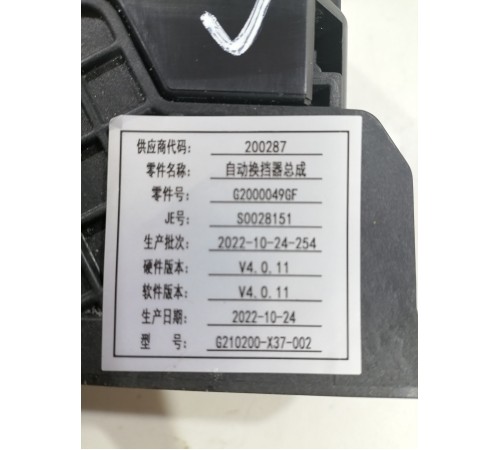 供应商代码: 200287
零件名称: 自动换挡器总成
零件号: G2000049GF
JE号: S0028151
生产批次: 2022-10-24-254
硬件版本: V4.0.11
软件版本: V4.0.11
生产日期: 2022-10-24
型 号: G210200-X37-002